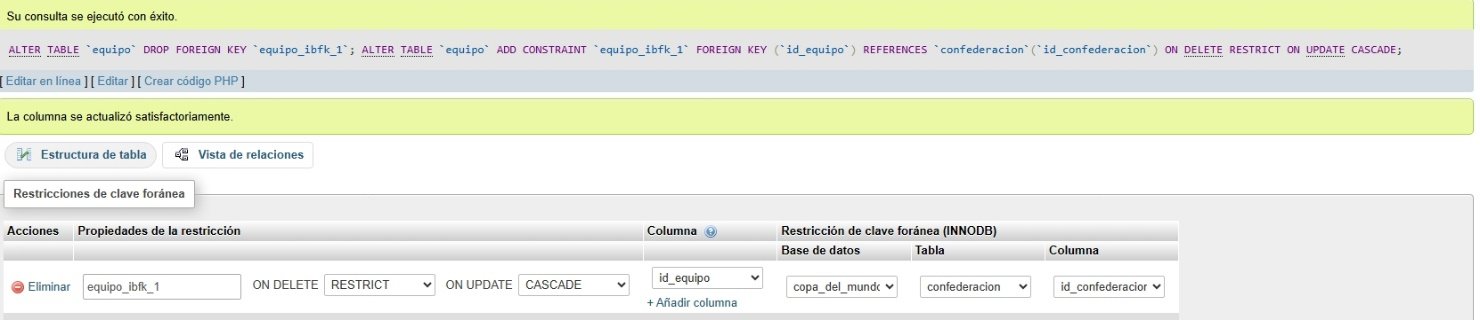 Su consulta se ejecutó con éxito.
ALTER TABLE `equipo` DROP FOREIGN KEY `equipo_ibfk_1`; ALTER TABLE `equipo` ADD CONSTRAINT `equipo_ibfk_1` FOREIGN KEY (`id_equipo`) REFERENCES `confederacion`(`id_confederacion`) ON DELETE RESTRICT ON UPDATE CASCADE;
[ Editar en línea ] [ Editar ] [ Crear código PHP ]
La columna se actualizó satisfactoriamente.
Estructura de tabla Vista de relaciones
Restricciones de clave foránea
Acciones Propiedades de la restricción Columna Restricción de clave foránea (INNODB)
Base de datos Tabla Columna
Eliminar equipo_ibfk_1 ON DELETE RESTRICT ON UPDATE CASCADE id_equipo copa_del_mundc confederacion id_confederacior
+ Añadir columna